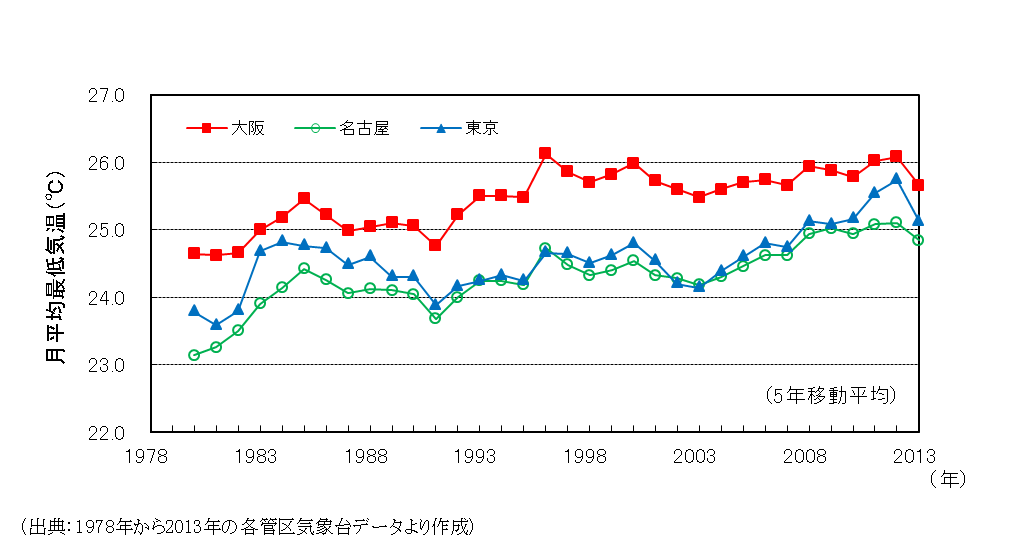 27.0
大阪 名古屋 東京
26.0
25.0
24.0
23.0
22.0
月平均最低気温(℃)
(5年移動平均)
1978 1983 1988 1993 1998 2003 2008 2013
(年)
(出典：1978年から2013年の各管区気象台データより作成)